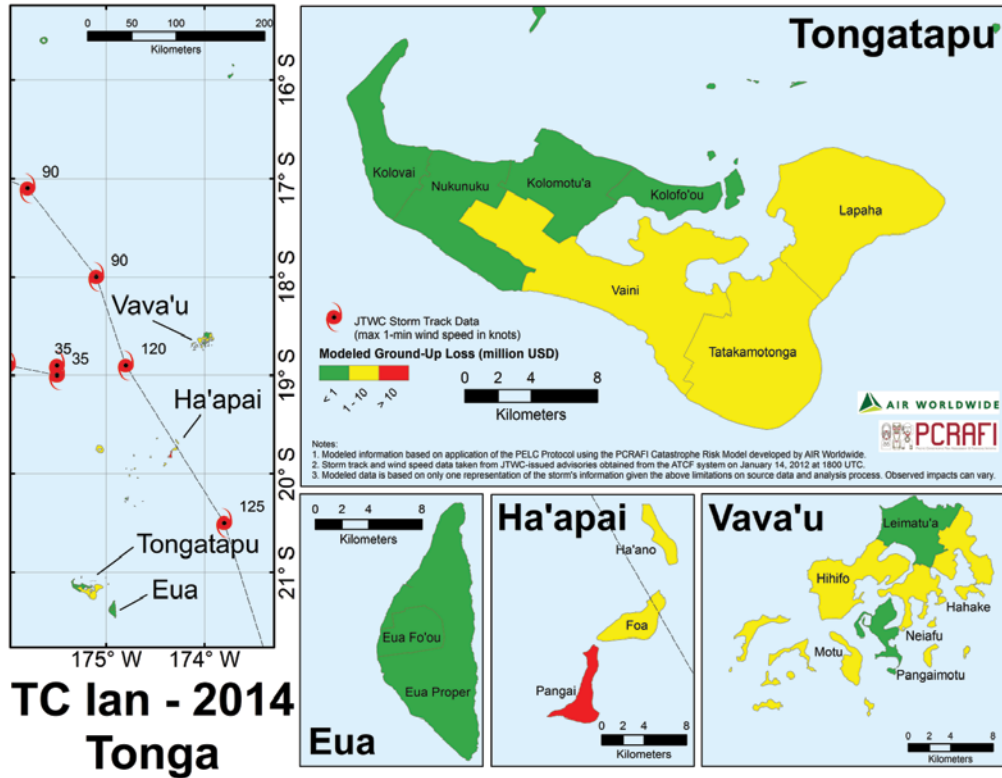 0 50 100 200
Kilometers
16°S
17°S
18°S
19°S
20°S
21°S
90
90
Vava'u
35
35
120
Ha'apai
125
Tongatapu
Eua
175° W 174° W
TC Ian - 2014
Tonga
Tongatapu
Kolovai
Nukunuku
Kolomotu'a
Kolofo'ou
Lapaha
Vaini
Tatakamotonga
JTWC Storm Track Data
(max 1-min wind speed in knots)
Modeled Ground-Up Loss (million USD)
< 1
1 - 10
> 10
0 2 4 8
Kilometers
AIR WORLDWIDE
PCRAFI
Notes:
1. Modeled information based on application of the PELC Protocol using the PCRAFI Catastrophe Risk Model developed by AIR Worldwide.
2. Storm track and wind speed data taken from JTWC-issued advisories obtained from the ATCF system on January 14, 2012 at 1800 UTC.
3. Modeled data is based on only one representation of the storm's information given the above limitations on source data and analysis process. Observed impacts can vary.
0 2 4 8
Kilometers
Eua Fo'ou
Eua Proper
Eua
Ha'apai
Ha'ano
Foa
Pangai
0 2 4 8
Kilometers
Vava'u
Leimatu'a
Hihifo
Hahake
Neiafu
Motu
Pangaimotu
0 2 4 8
Kilometers